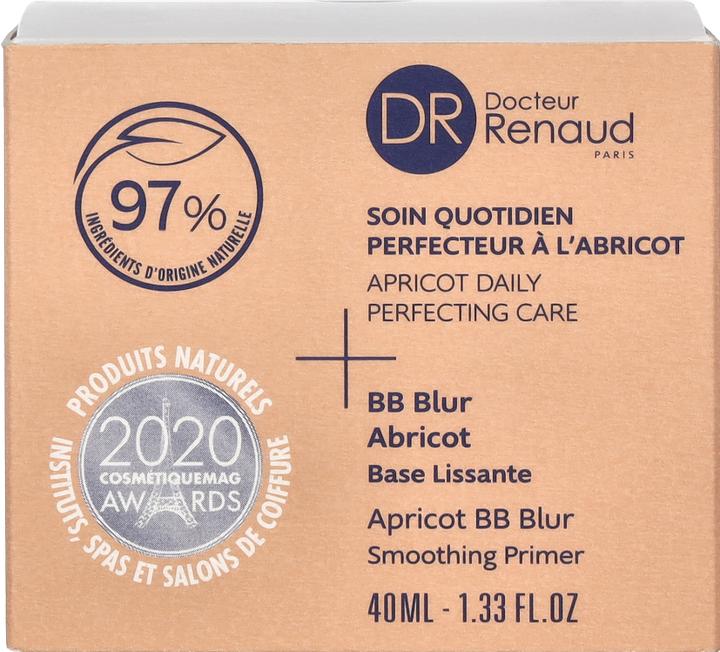 DR
Docteur
Renaud
PARIS
97%
INGRÉDIENTS D'ORIGINE NATURELLE
SOIN QUOTIDIEN
PERFECTEUR À L'ABRICOT
APRICOT DAILY
PERFECTING CARE
PRODUITS NATURELS
2020
COSMÉTIQUEMAG
AWARDS
INSTITUTS, SPAS ET SALONS DE COIFFURE
BB Blur
Abricot
Base Lissante
Apricot BB Blur
Smoothing Primer
40ML - 1.33 FL.OZ